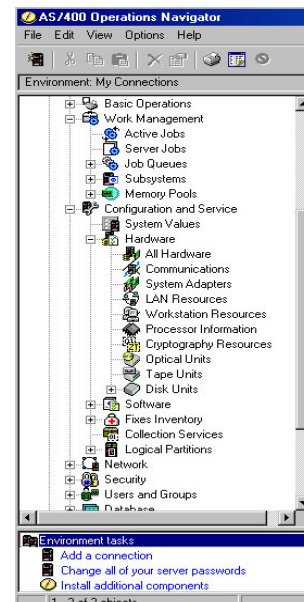 AS/400 Operations Navigator
File Edit View Options Help
Environment: My Connections
Basic Operations
Work Management
Active Jobs
Server Jobs
Job Queues
Subsystems
Memory Pools
Configuration and Service
System Values
Hardware
All Hardware
Communications
System Adapters
LAN Resources
Workstation Resources
Processor Information
Cryptography Resources
Optical Units
Tape Units
Disk Units
Software
Fixes Inventory
Collection Services
Logical Partitions
Network
Security
Users and Groups
Database
Environment tasks
Add a connection
Change all of your server passwords
Install additional components